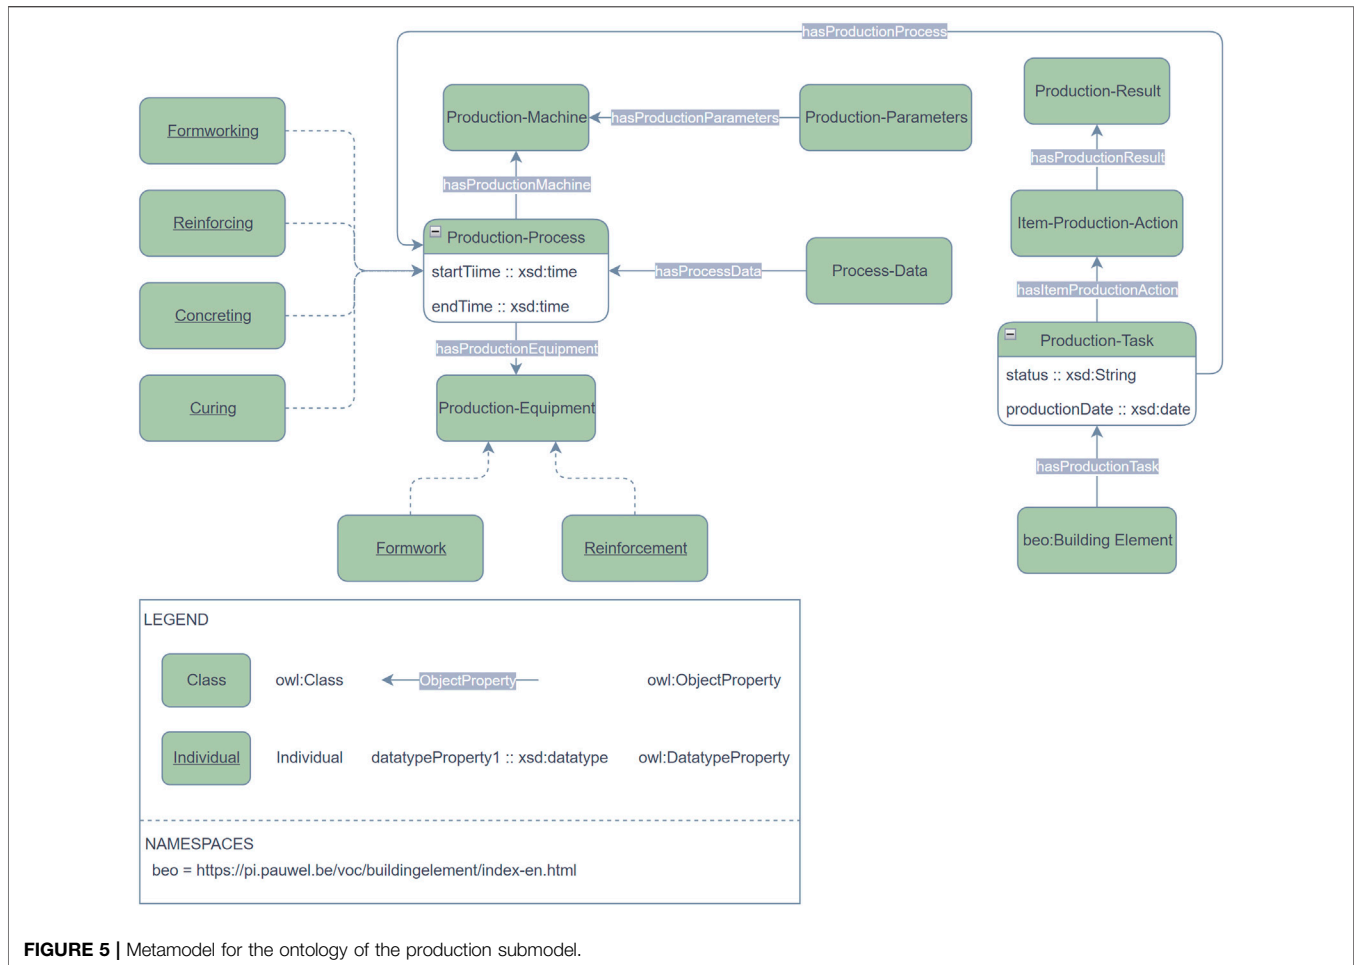 hasProductionProcess
Production-Machine
hasProductionParameters
Production-Parameters
Production-Result
Formworking
hasProductionResult
hasProductionMachine
Reinforcing
Item-Production-Action
Production-Process
startTiime :: xsd:time
endTime :: xsd:time
hasProcessData
Process-Data
hasItemProductionAction
Concreting
Production-Task
status :: xsd:String
productionDate :: xsd:date
hasProductionEquipment
Curing
Production-Equipment
hasProductionTask
Formwork
Reinforcement
beo:Building Element
LEGEND
Class
owl:Class
ObjectProperty
owl:ObjectProperty
Individual
Individual
datatypeProperty1 :: xsd:datatype
owl:DatatypeProperty
NAMESPACES
beo = https://pi.pauwel.be/voc/buildingelement/index-en.html
FIGURE 5 | Metamodel for the ontology of the production submodel.